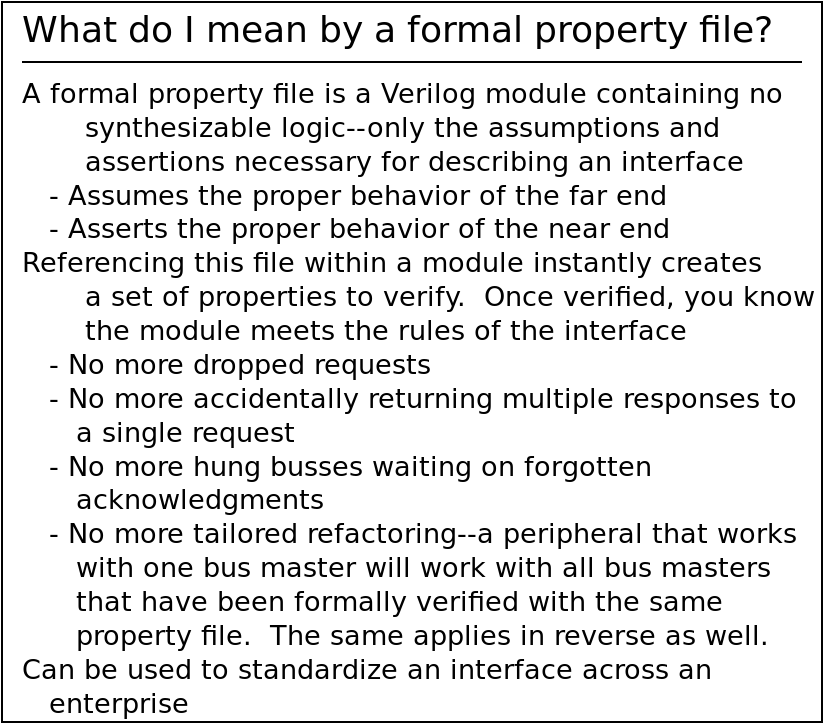 What do I mean by a formal property file?
A formal property file is a Verilog module containing no
synthesizable logic--only the assumptions and
assertions necessary for describing an interface
- Assumes the proper behavior of the far end
- Asserts the proper behavior of the near end
Referencing this file within a module instantly creates
a set of properties to verify.  Once verified, you know
the module meets the rules of the interface
- No more dropped requests
- No more accidentally returning multiple responses to
a single request
- No more hung busses waiting on forgotten
acknowledgments
- No more tailored refactoring--a peripheral that works
with one bus master will work with all bus masters
that have been formally verified with the same
property file.  The same applies in reverse as well.
Can be used to standardize an interface across an
enterprise